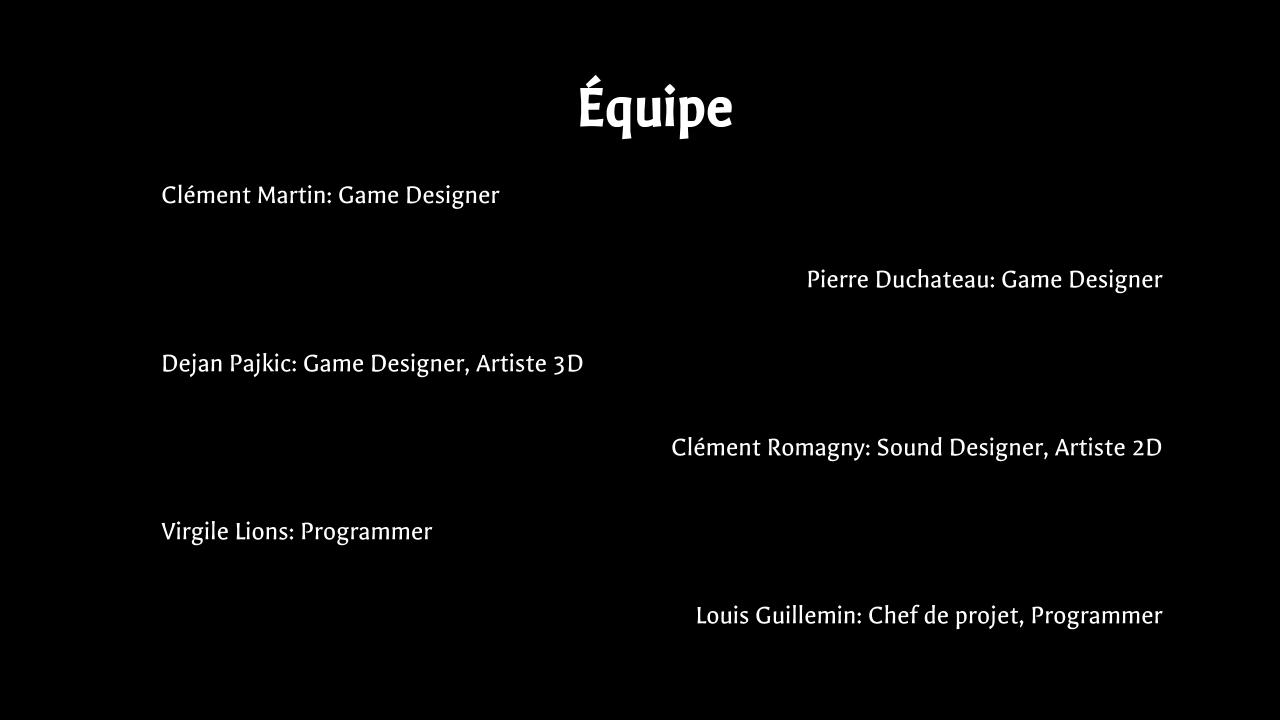 Équipe
Clément Martin: Game Designer
Pierre Duchateau: Game Designer
Dejan Pajkic: Game Designer, Artiste 3D
Clément Romagny: Sound Designer, Artiste 2D
Virgile Lions: Programmer
Louis Guillemin: Chef de projet, Programmer